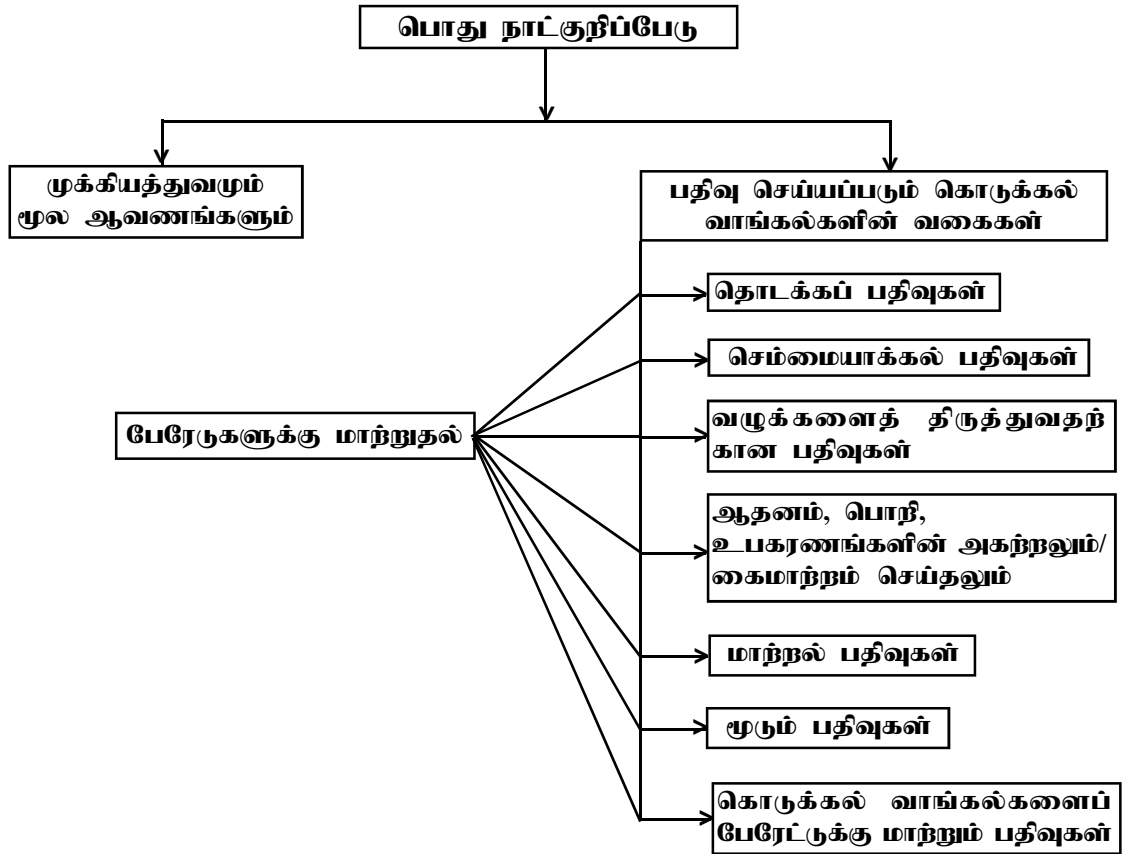 பொது நாட்குறிப்பேடு
முக்கியத்துவமும்
மூல ஆவணங்களும்
பதிவு செய்யப்படும் கொடுக்கல்
வாங்கல்களின் வகைகள்
தொடக்கப் பதிவுகள்
செம்மையாக்கல் பதிவுகள்
பேரேடுகளுக்கு மாற்றுதல்
வழுக்களைத் திருத்துவதற்
கான பதிவுகள்
ஆதனம், பொறி,
உபகரணங்களின் அகற்றலும்/
கைமாற்றம் செய்தலும்
மாற்றல் பதிவுகள்
மூடும் பதிவுகள்
கொடுக்கல் வாங்கல்களைப்
பேரேட்டுக்கு மாற்றும் பதிவுகள்